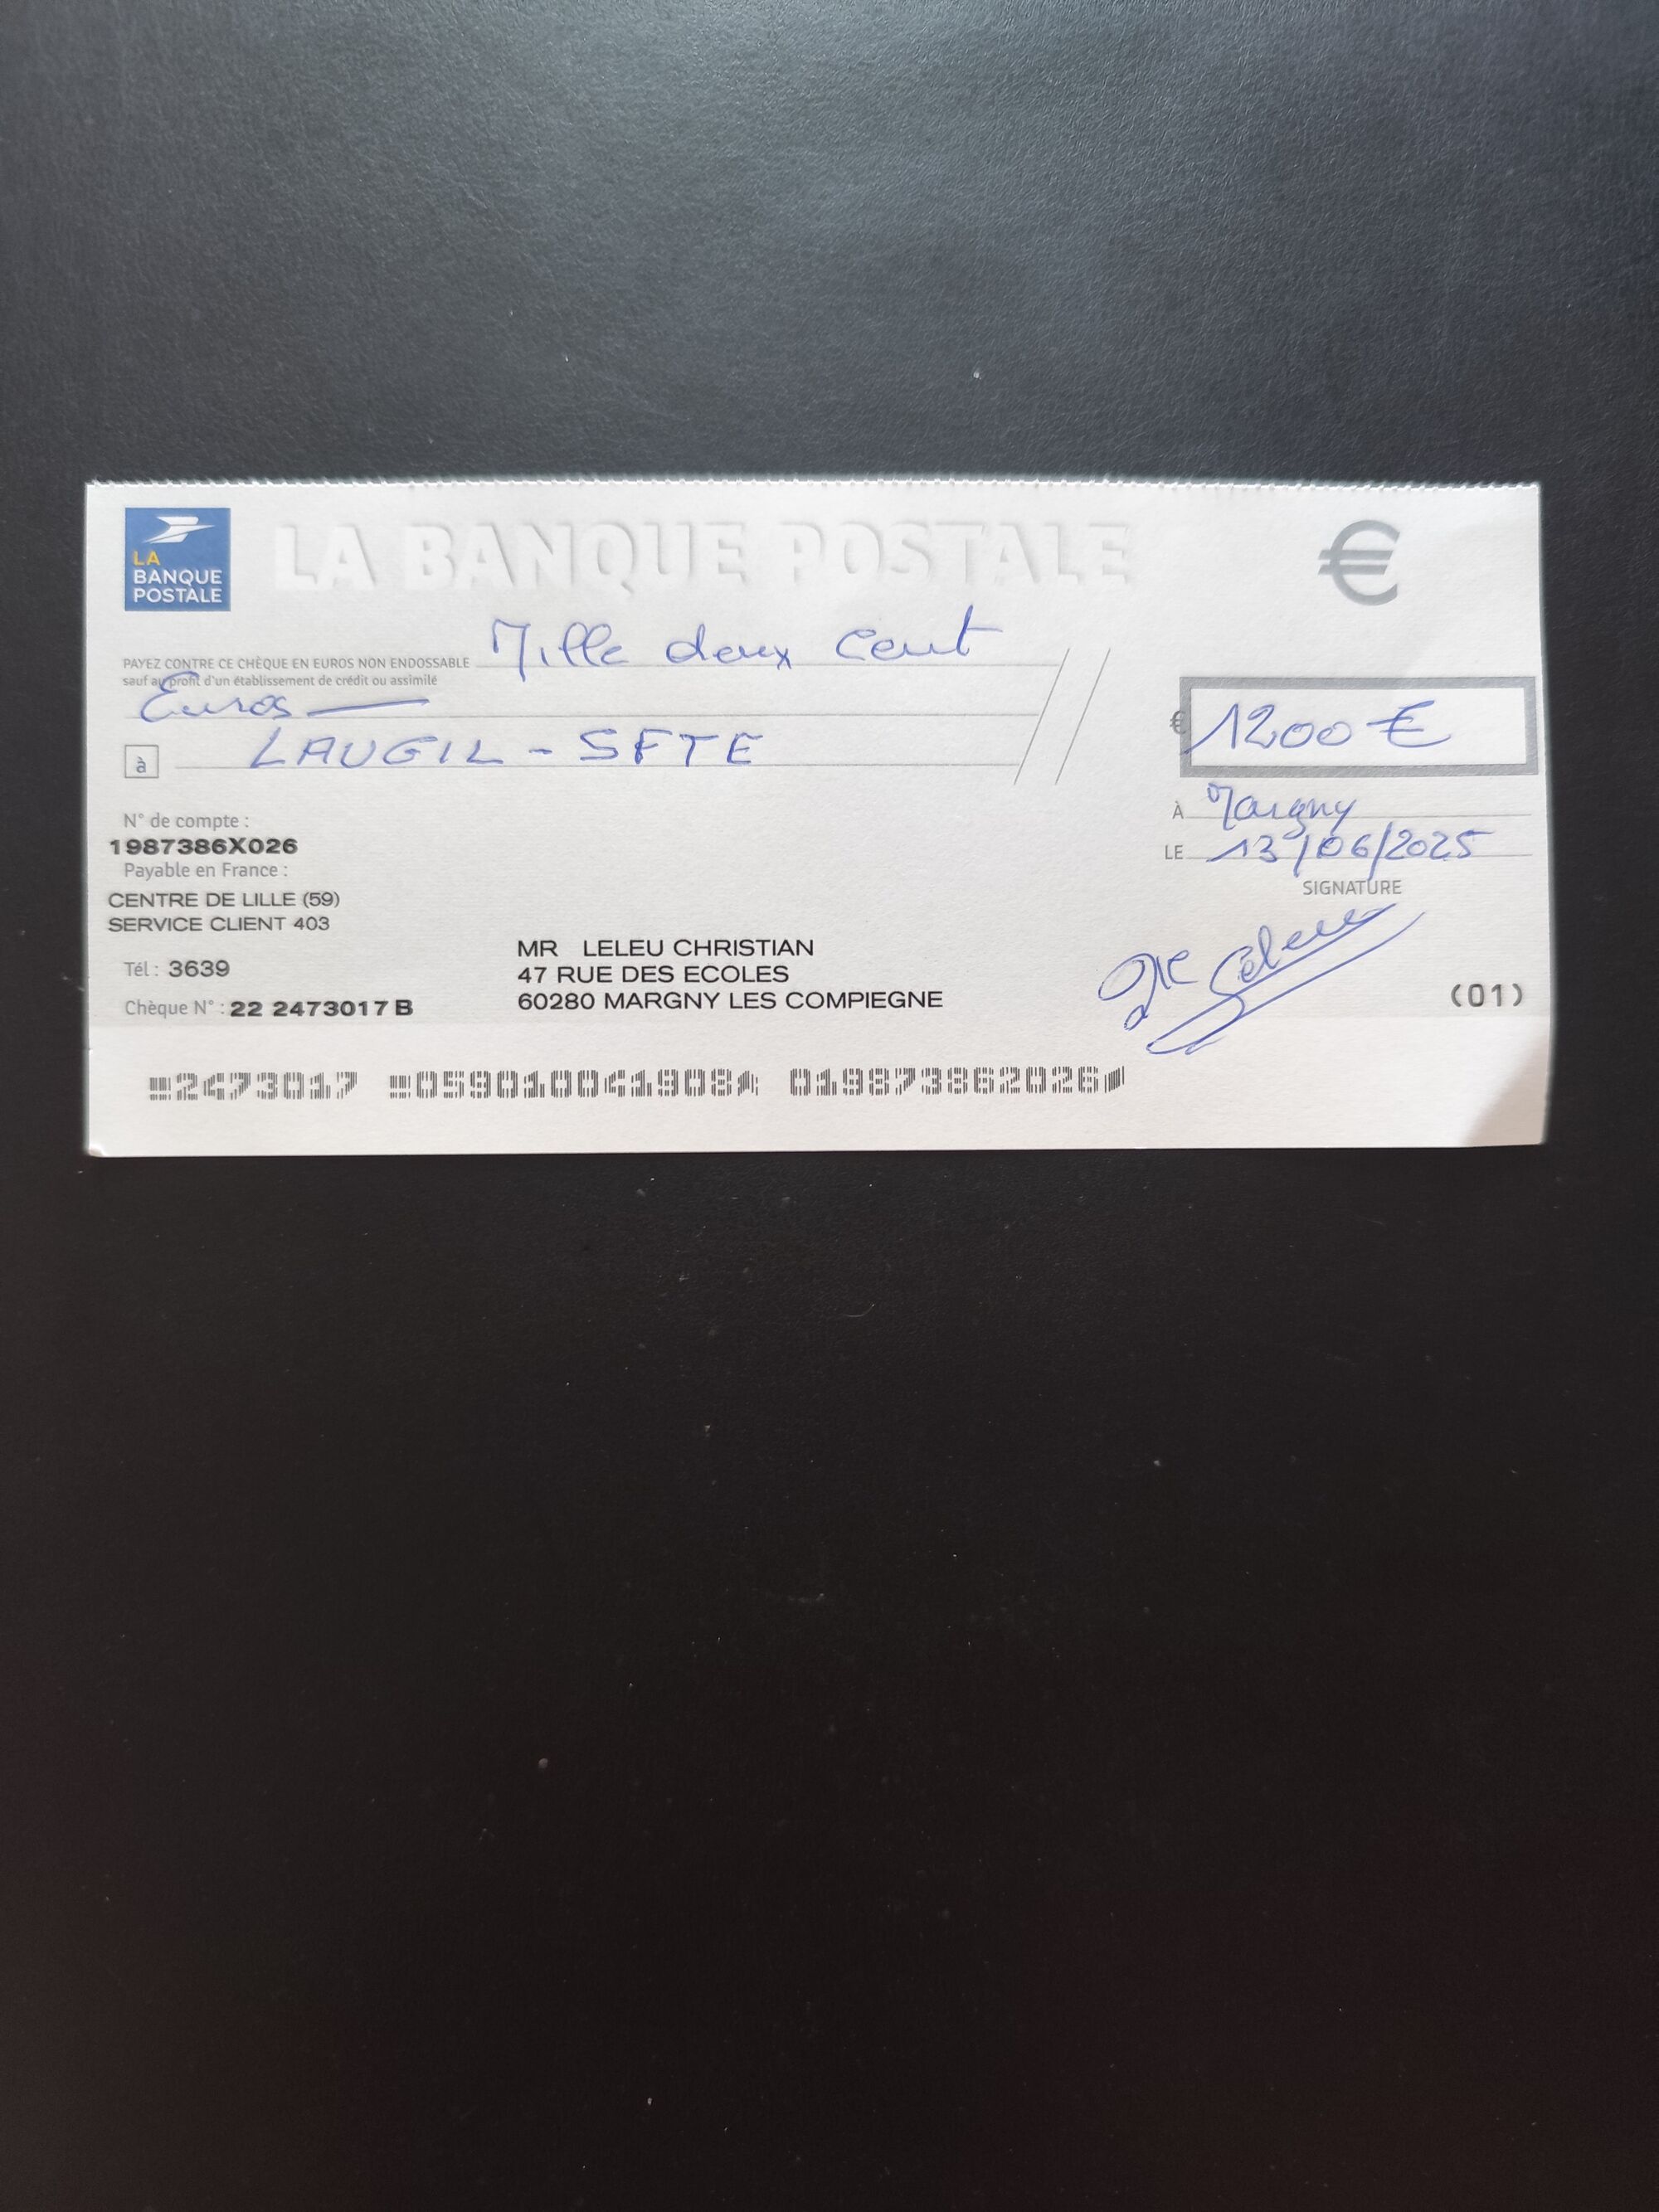 LA
BANQUE
POSTALE
LA BANQUE POSTALE
€
PAYEZ CONTRE CE CHÈQUE EN EUROS NON ENDOSSABLE Mille deux Cent
sauf au profit d'un établissement de crédit ou assimilé
Euros
€ 1200 €
à LAUGIL - SFTE
À Margny
LE 13/06/2025
SIGNATURE
N° de compte :
1987386X026
Payable en France :
CENTRE DE LILLE (59)
SERVICE CLIENT 403
Tél : 3639
Chèque N° : 22 2473017 B
MR LELEU CHRISTIAN
47 RUE DES ECOLES
60280 MARGNY LES COMPIEGNE
Leleu
(01)
2473017 059010041908 019873862026